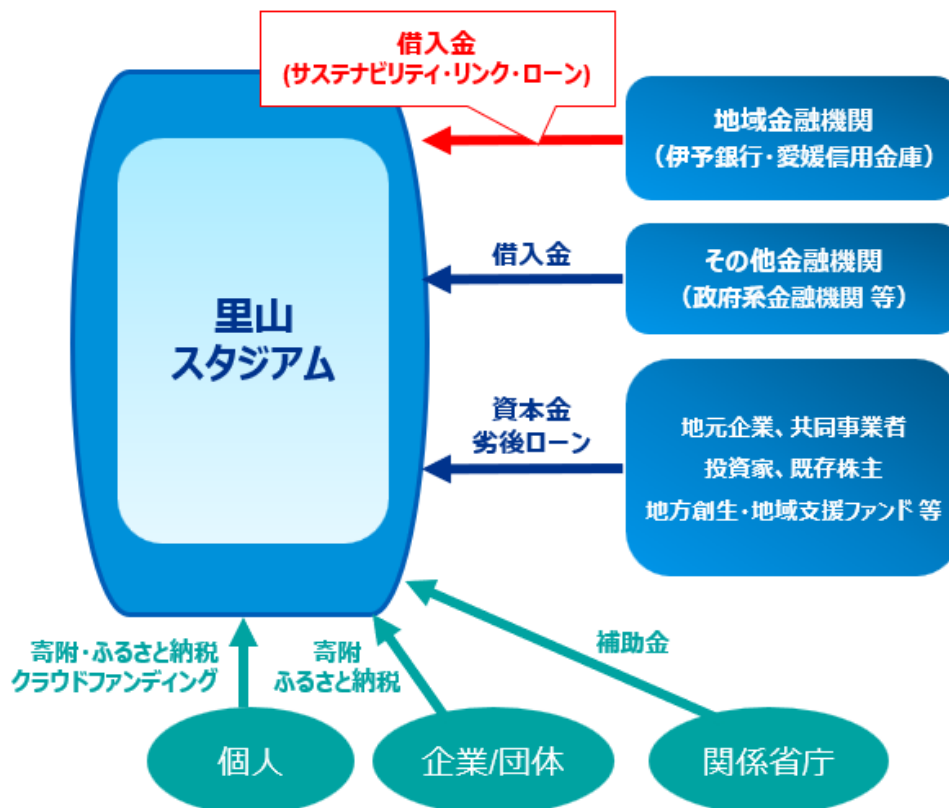 借入金
(サステナビリティ・リンク・ローン)
地域金融機関
（伊予銀行・愛媛信用金庫）
借入金
その他金融機関
（政府系金融機関 等）
里山
スタジアム
資本金
劣後ローン
地元企業、共同事業者
投資家、既存株主
地方創生・地域支援ファンド 等
寄附・ふるさと納税
クラウドファンディング
寄附
ふるさと納税
補助金
個人
企業/団体
関係省庁